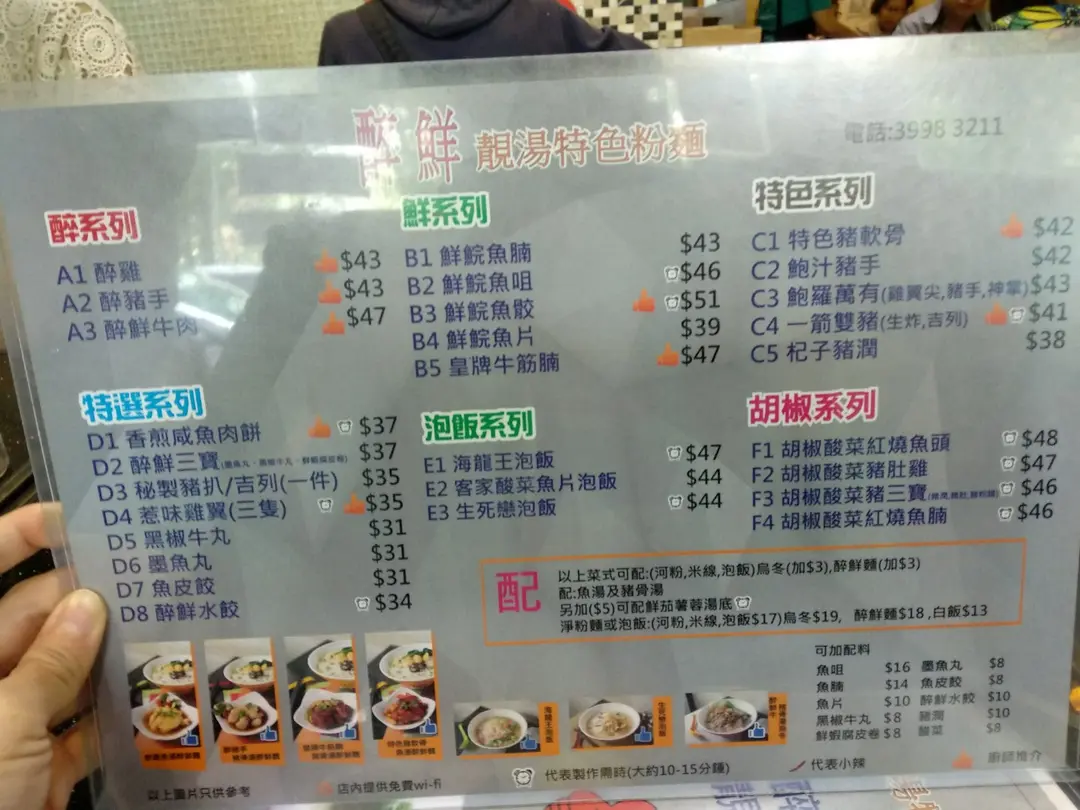 醉鮮 靚湯特色粉麵
電話:3998 3211
醉系列
A1 醉雞 $43
A2 醉豬手 $43
A3 醉鮮牛肉 $47
鮮系列
B1 鮮鯇魚腩 $43
B2 鮮鯇魚咀 $46
B3 鮮鯇魚骹 $51
B4 鮮鯇魚片 $39
B5 皇牌牛筋腩 $47
特色系列
C1 特色豬軟骨 $42
C2 鮑汁豬手 $42
C3 鮑羅萬有(雞翼尖,豬手,神掌) $43
C4 一箭雙豬(生炸,吉列) $41
C5 杞子豬潤 $38
特選系列
D1 香煎咸魚肉餅 $37
D2 醉鮮三寶 $37
D3 秘製豬扒/吉列(一件) $35
D4 惹味雞翼(三隻) $35
D5 黑椒牛丸 $31
D6 墨魚丸 $31
D7 魚皮餃 $31
D8 醉鮮水餃 $34
泡飯系列
E1 海龍王泡飯 $47
E2 客家酸菜魚片泡飯 $44
E3 生死戀泡飯 $44
胡椒系列
F1 胡椒酸菜紅燒魚頭 $48
F2 胡椒酸菜豬肚雞 $47
F3 胡椒酸菜豬三寶 $46
F4 胡椒酸菜紅燒魚腩 $46
配
以上菜式可配:(河粉,米線,泡飯)烏冬(加$3),醉鮮麵(加$3)
配:魚湯及豬骨湯
另加($5)可配鮮茄薯蓉湯底
淨粉麵或泡飯:(河粉,米線,泡飯$17)烏冬$19, 醉鮮麵$18,白飯$13
可加配料
魚咀 $16 墨魚丸 $8
魚腩 $14 魚皮餃 $8
魚片 $10 醉鮮水餃 $10
黑椒牛丸 $8 豬潤 $10
鮮蝦腐皮卷 $8 酸菜 $8
海龍王泡飯
生死戀泡飯
以上圖片只供參考
店內提供免費wi-fi
代表製作需時(大約10-15分鐘)
代表小辣
廚師推介